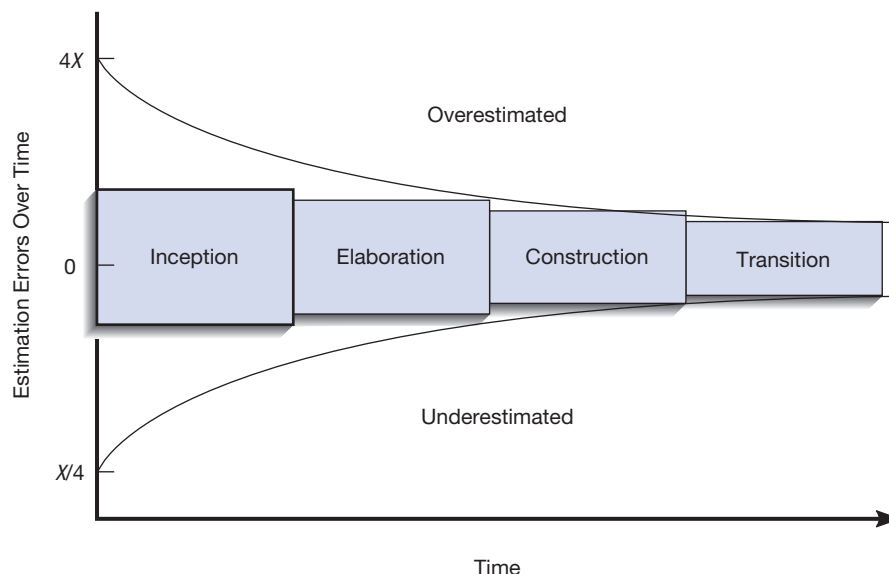 4X
Overestimated
Estimation Errors Over Time
Inception
Elaboration
Construction
Transition
0
Underestimated
X/4
Time